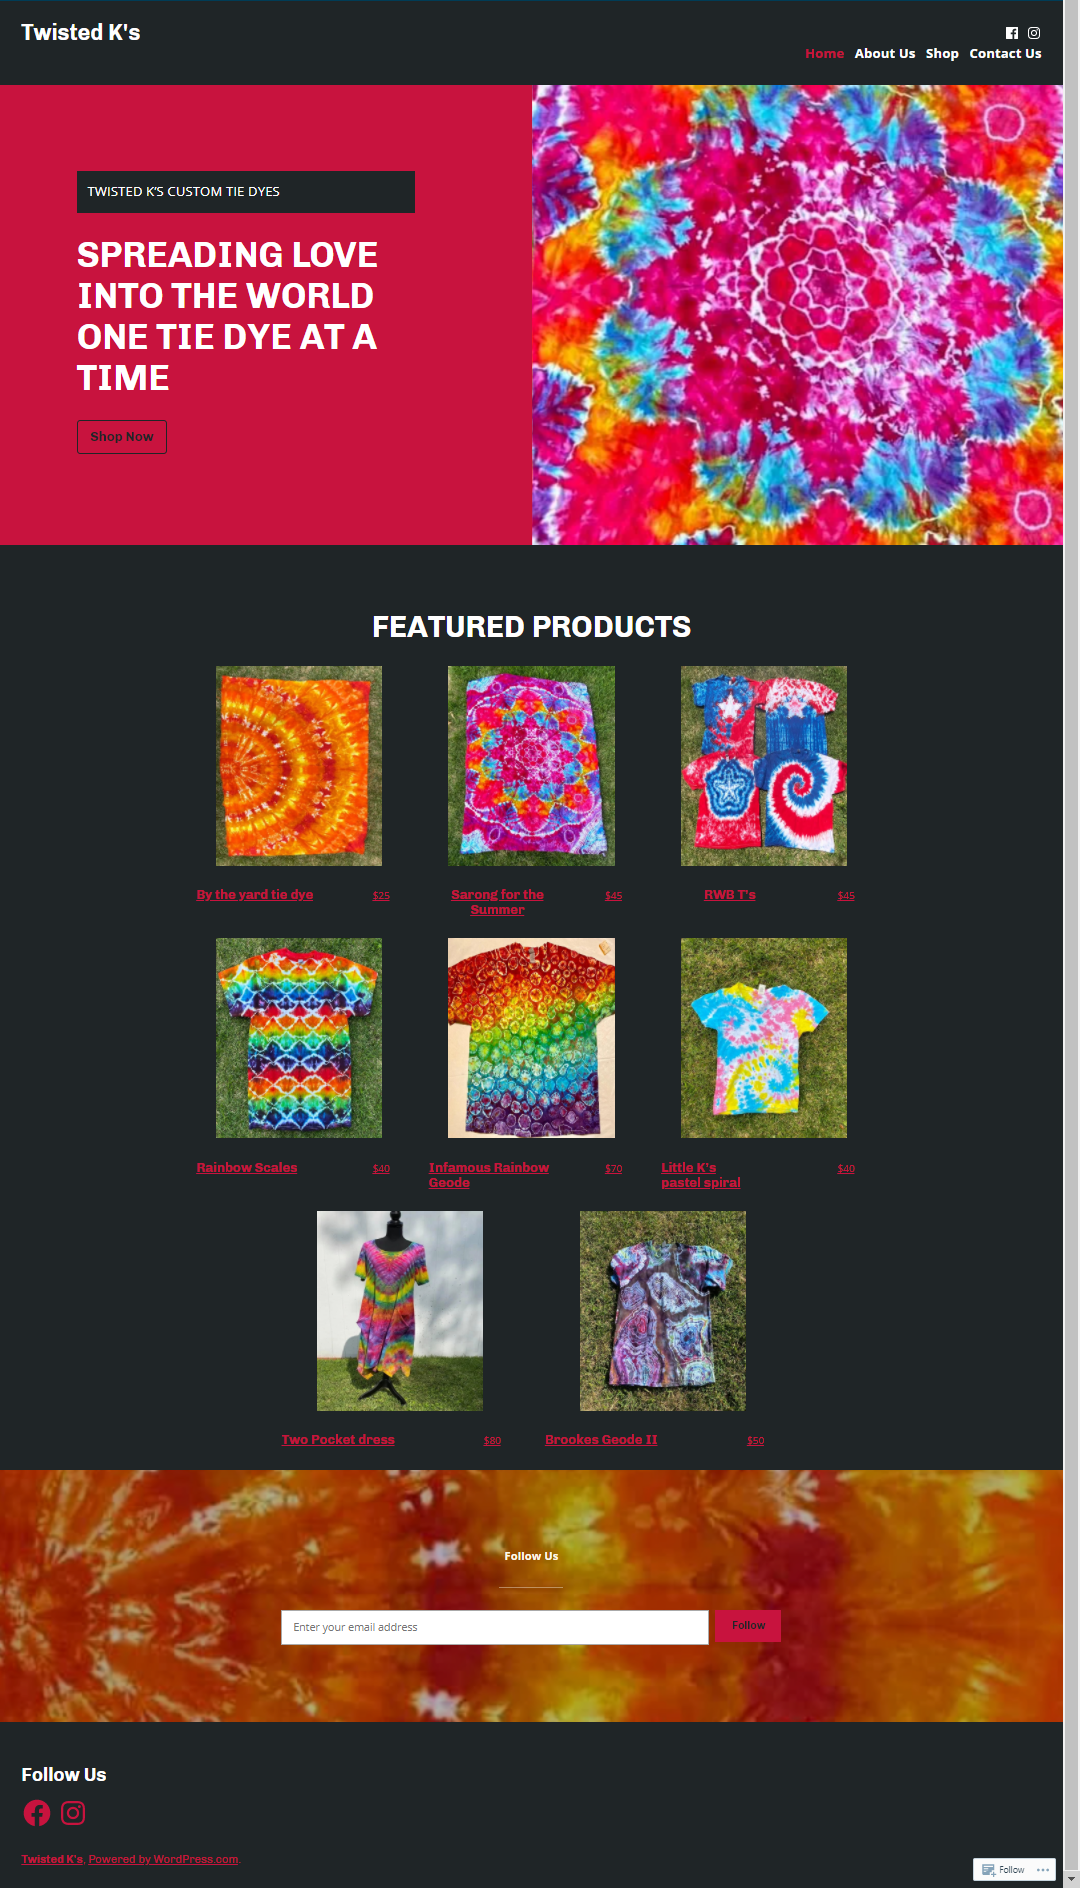 Twisted K's
Home About Us Shop Contact Us
TWISTED K'S CUSTOM TIE DYES
SPREADING LOVE
INTO THE WORLD
ONE TIE DYE AT A
TIME
Shop Now
FEATURED PRODUCTS
By the yard tie dye $25
Sarong for the
Summer
$45
RWB T's $45
Rainbow Scales $40
Infamous Rainbow
Geode
$70
Little K's
pastel spiral
$40
Two Pocket dress $80
Brookes Geode II $50
Follow Us
Enter your email address
Follow
Follow Us
Twisted K's, Powered by WordPress.com.
Follow ...